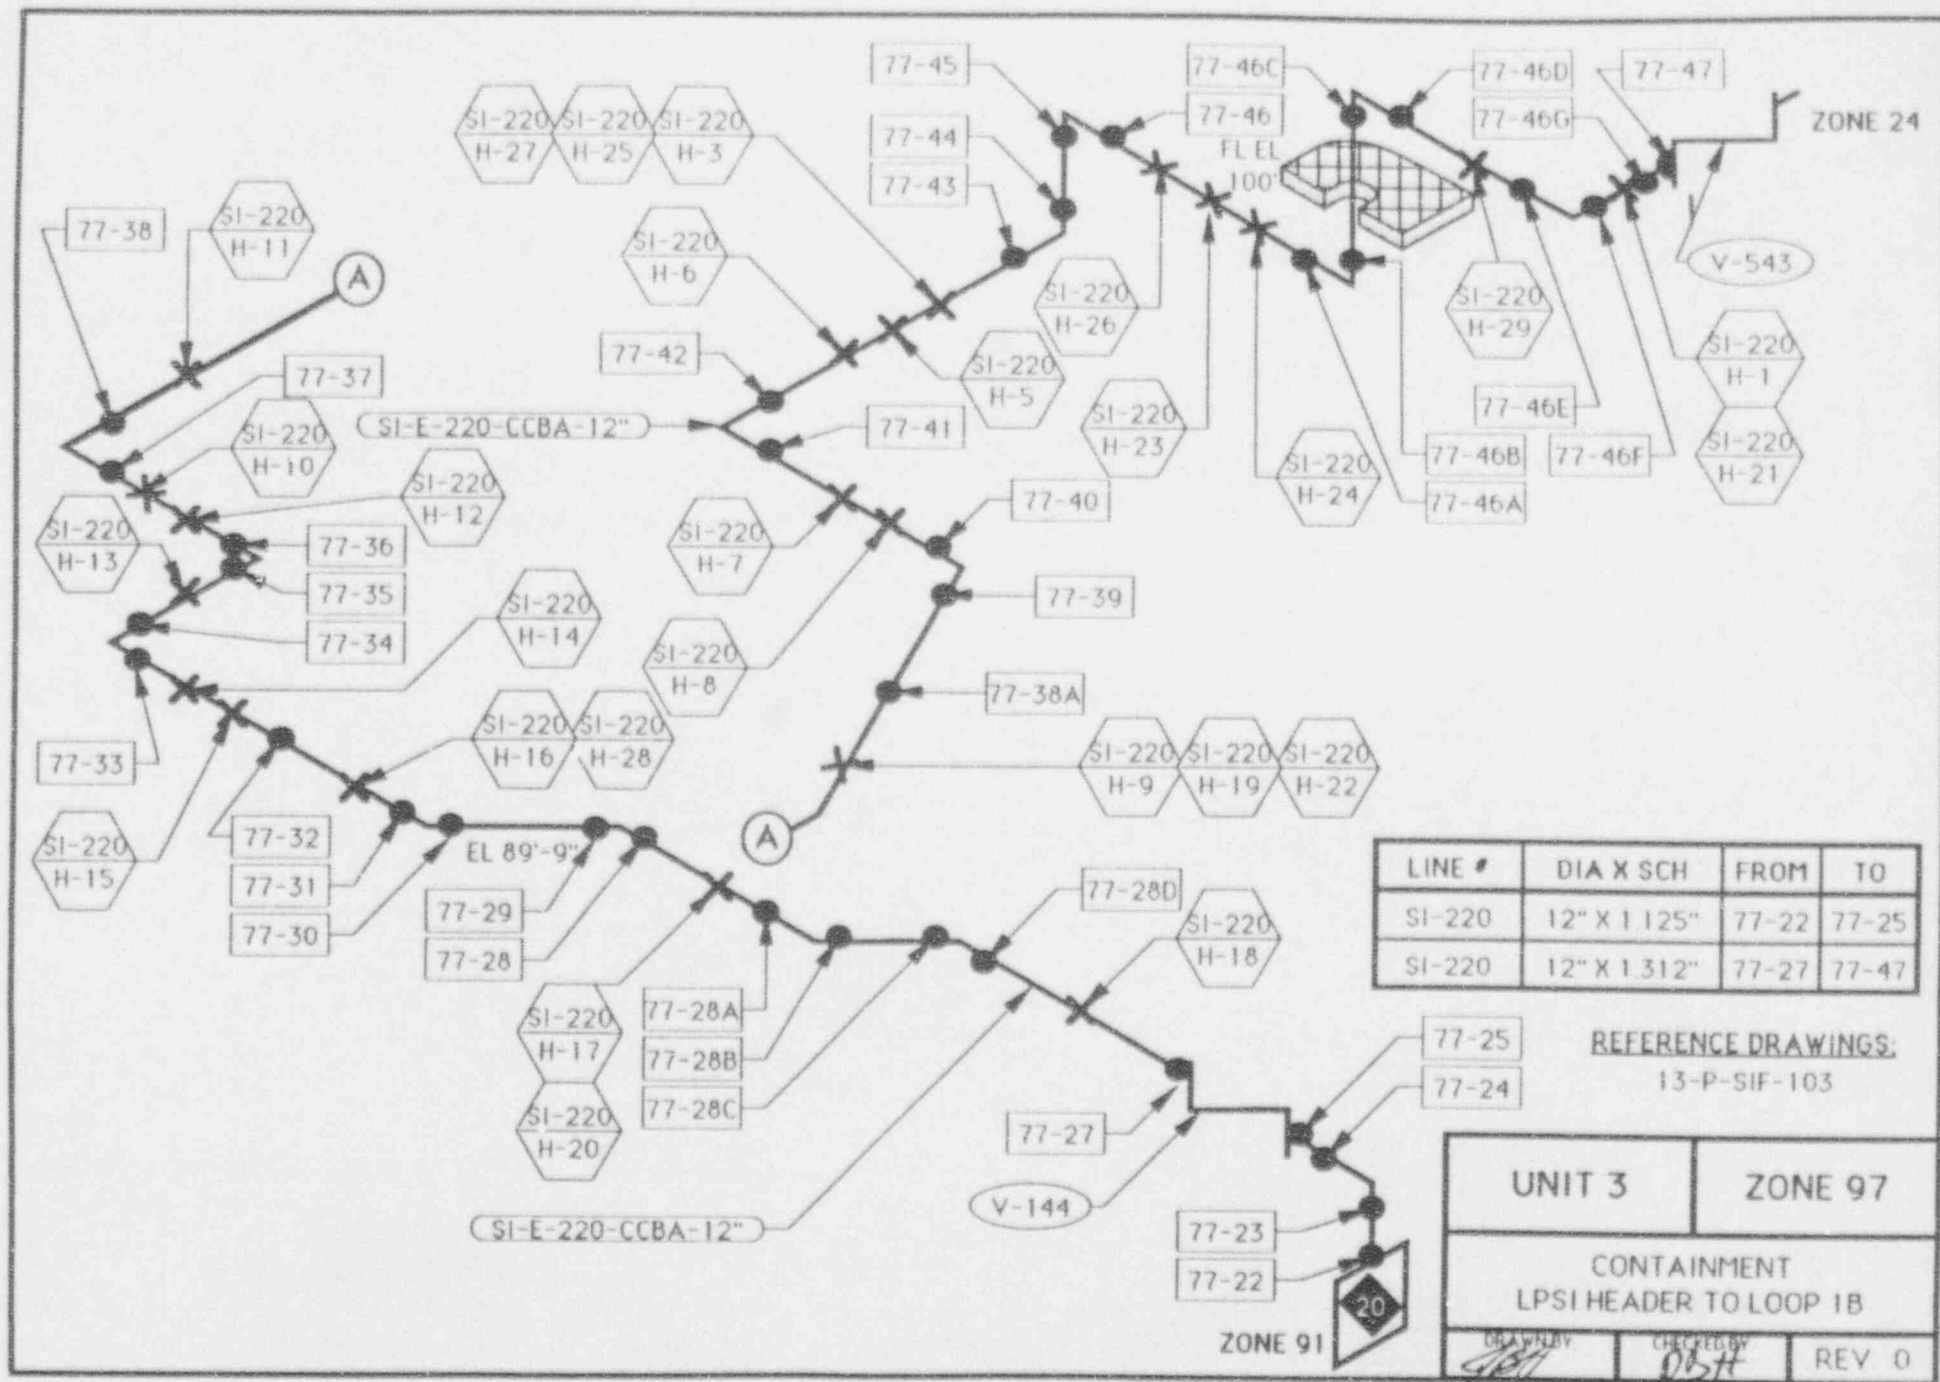 77-45
77-46C
77-46D
77-47
SI-220
H-27
SI-220
H-25
SI-220
H-3
77-44
77-46
77-46G
ZONE 24
FL EL
100'
77-43
SI-220
H-11
77-38
SI-220
H-6
A
V-543
SI-220
H-26
SI-220
H-29
77-42
77-37
SI-220
H-5
SI-220
H-1
SI-E-220-CCBA-12"
77-41
77-46E
SI-220
H-10
SI-220
H-23
77-46B
77-46F
SI-220
H-21
SI-220
H-12
77-40
SI-220
H-24
77-46A
SI-220
H-13
77-36
SI-220
H-7
77-35
77-39
SI-220
H-14
77-34
SI-220
H-8
77-38A
SI-220
H-16
SI-220
H-28
77-33
SI-220
H-9
SI-220
H-19
SI-220
H-22
77-32
A
SI-220
H-15
EL 89'-9"
77-31
77-29
77-30
77-28
77-28D
SI-220
H-18
LINE # DIA X SCH FROM TO
SI-220 12" X 1.125" 77-22 77-25
SI-220 12" X 1.312" 77-27 77-47
SI-220
H-17
77-28A
77-28B
77-28C
SI-220
H-20
77-25
77-24
REFERENCE DRAWINGS:
13-P-SIF-103
77-27
V-144
SI-E-220-CCBA-12"
77-23
77-22
20
ZONE 91
UNIT 3
ZONE 97
CONTAINMENT
LPSI HEADER TO LOOP 1B
DRAWN BY
CHECKED BY
REV 0